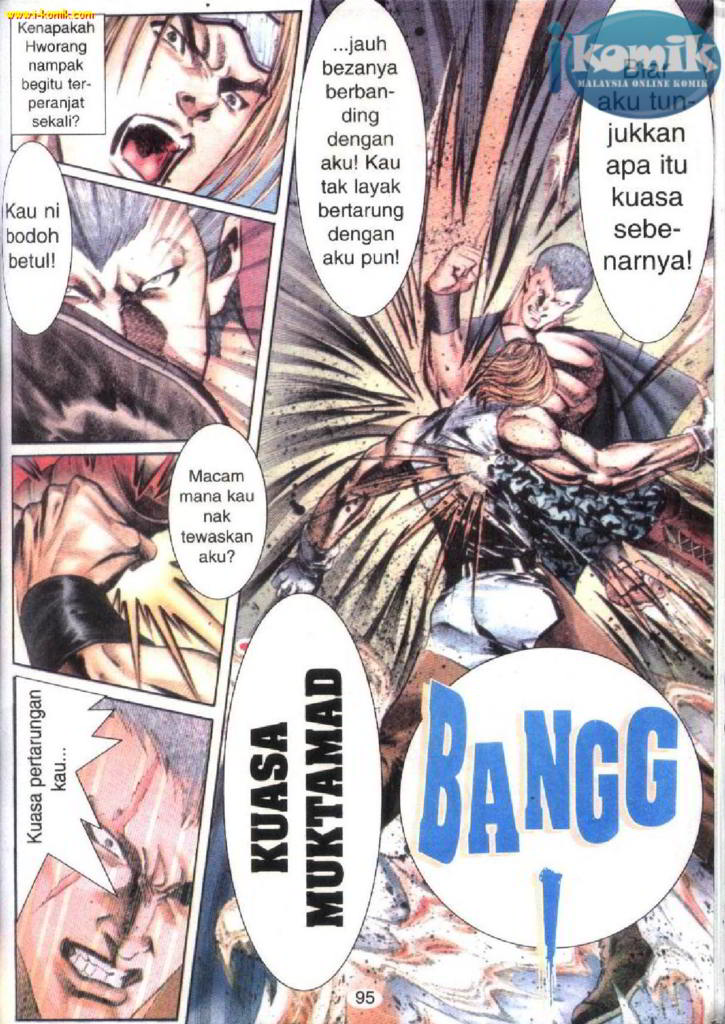 www.i-komik.com
Kenapakah
Hworang
nampak
begitu ter-
peranjat
sekali?
Kau ni
bodoh
betul!
Macam
mana kau
nak
tewaskan
aku?
Kuasa pertarungan
kau...
...jauh
bezanya
berban-
ding
dengan
aku! Kau
tak layak
bertarung
dengan
aku pun!
ikomik
MALAYSIA ONLINE KOMIK
Biar
aku tun-
jukkan
apa itu
kuasa
sebe-
narnya!
KUASA
MUKTAMAD
BANGG
!
95